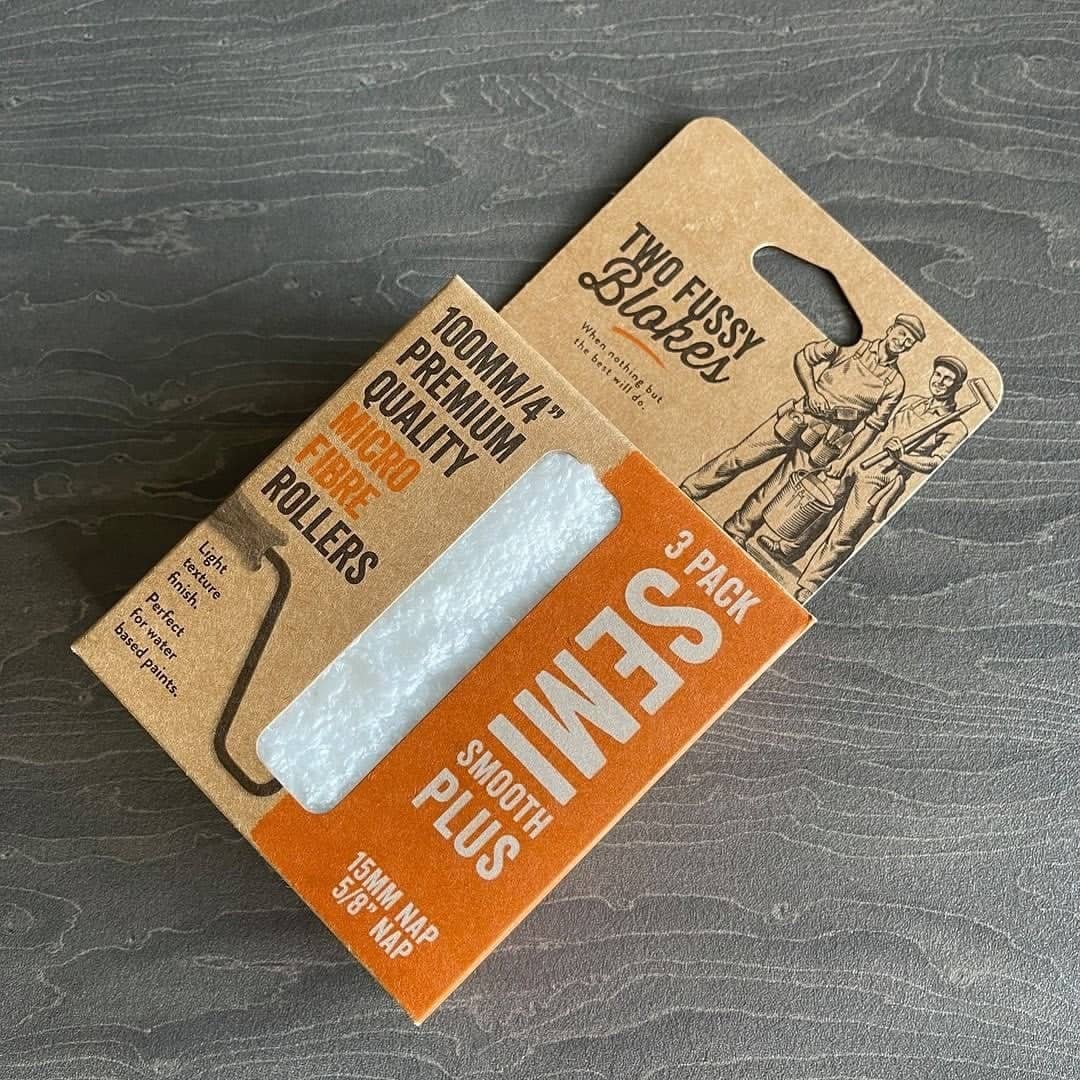 TWO FUSSY
Blokes
When nothing but
the best will do.
100MM/4”
PREMIUM
QUALITY
MICRO
FIBRE
ROLLERS
Light
texture
finish.
Perfect
for water
based paints.
3 PACK
SEMI
SMOOTH
PLUS
15MM NAP
5/8” NAP